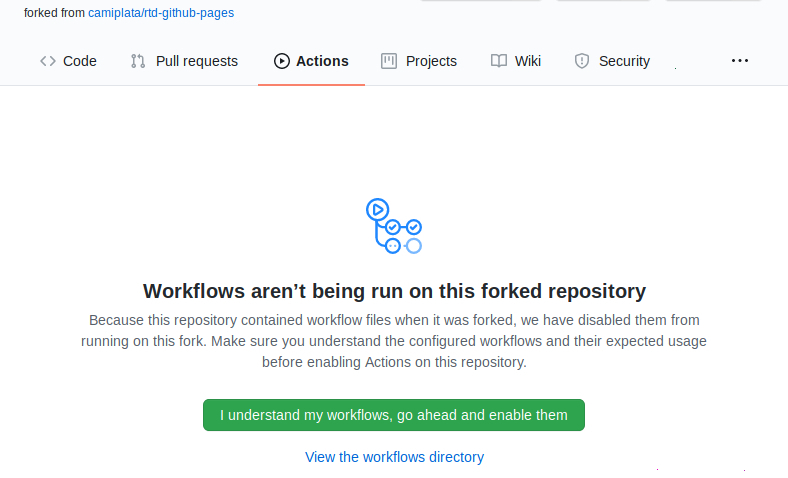 forked from camiplata/rtd-github-pages
Code Pull requests Actions Projects Wiki Security
Workflows aren’t being run on this forked repository
Because this repository contained workflow files when it was forked, we have disabled them from
running on this fork. Make sure you understand the configured workflows and their expected usage
before enabling Actions on this repository.
I understand my workflows, go ahead and enable them
View the workflows directory